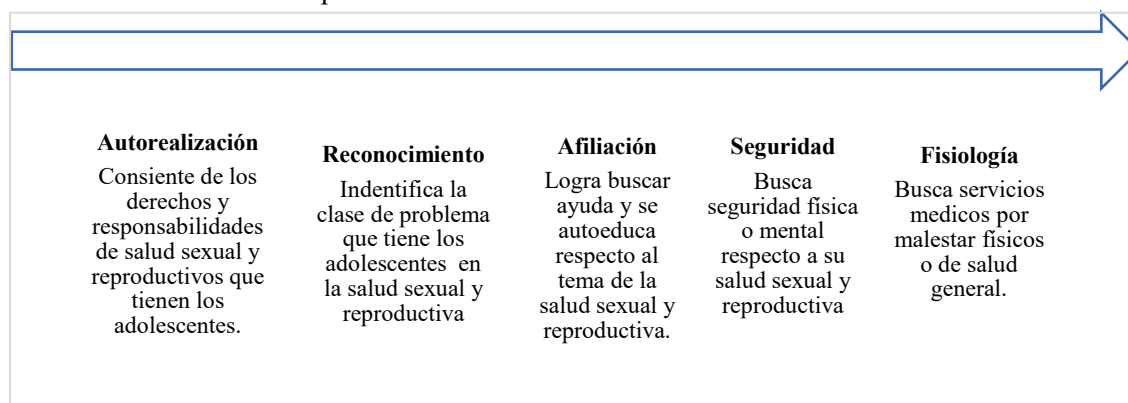 Autorealización
Consiente de los
derechos y
responsabilidades
de salud sexual y
reproductivos que
tienen los
adolescentes.
Reconocimiento
Indentifica la
clase de problema
que tiene los
adolescentes en
la salud sexual y
reproductiva
Afiliación
Logra buscar
ayuda y se
autoeduca
respecto al
tema de la
salud sexual y
reproductiva.
Seguridad
Busca
seguridad física
o mental
respecto a su
salud sexual y
reproductiva
Fisiología
Busca servicios
medicos por
malestar físicos
o de salud
general.